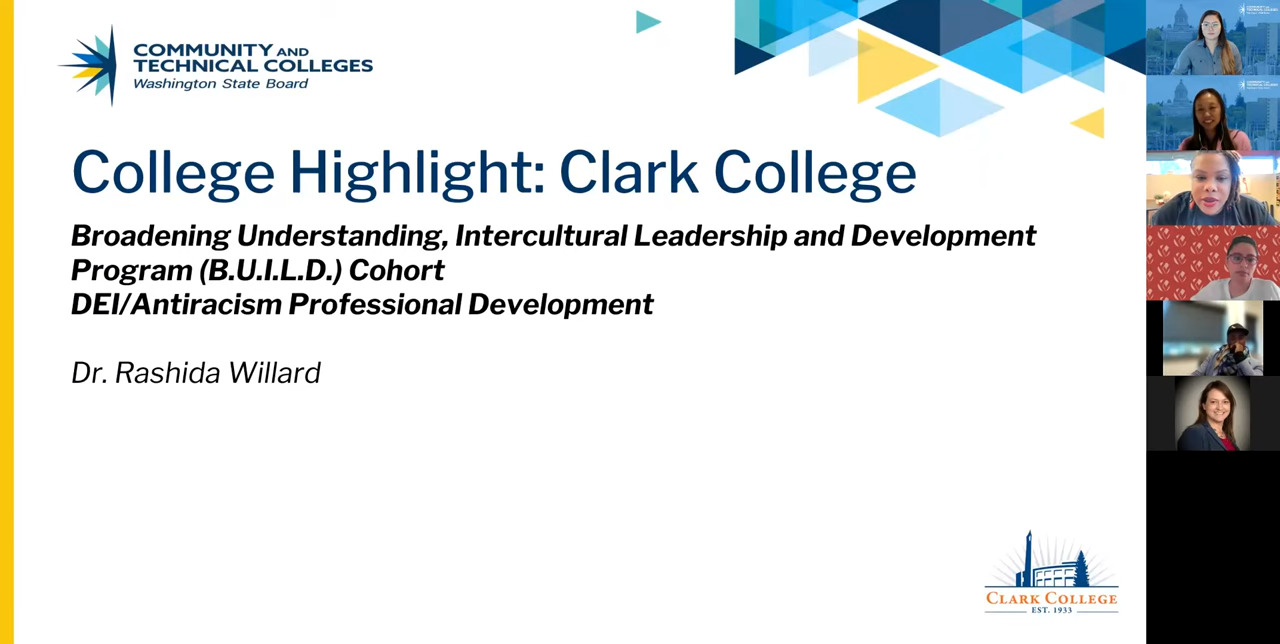 COMMUNITY AND
TECHNICAL COLLEGES
Washington State Board
College Highlight: Clark College
Broadening Understanding, Intercultural Leadership and Development
Program (B.U.I.L.D.) Cohort
DEI/Antiracism Professional Development
Dr. Rashida Willard
CLARK COLLEGE
EST. 1933